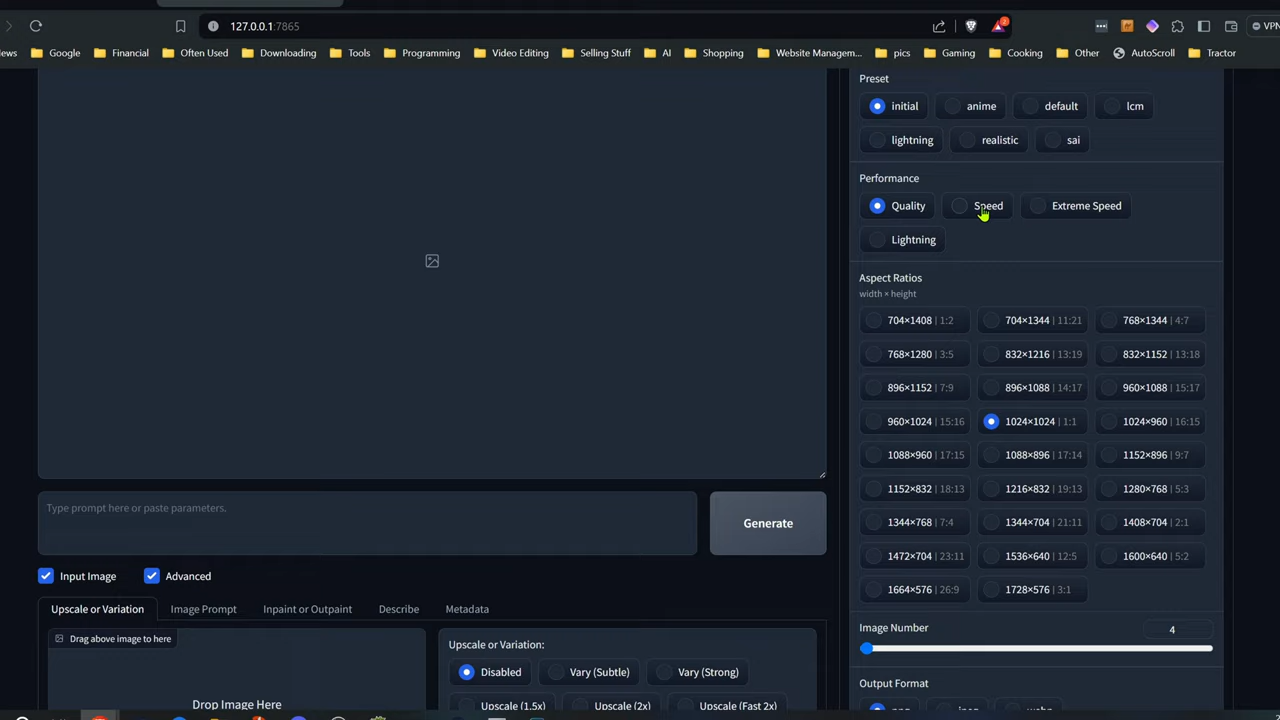 127.0.0.1:7865
2
VPN
ews
Google
Financial
Often Used
Downloading
Tools
Programming
Video Editing
Selling Stuff
AI
Shopping
Website Managem...
pics
Gaming
Cooking
Other
AutoScroll
Tractor
Preset
initial
anime
default
lcm
lightning
realistic
sai
Performance
Quality
Speed
Extreme Speed
Lightning
Aspect Ratios
width × height
704×1408 | 1:2
704×1344 | 11:21
768×1344 | 4:7
768×1280 | 3:5
832×1216 | 13:19
832×1152 | 13:18
896×1152 | 7:9
896×1088 | 14:17
960×1088 | 15:17
960×1024 | 15:16
1024×1024 | 1:1
1024×960 | 16:15
1088×960 | 17:15
1088×896 | 17:14
1152×896 | 9:7
1152×832 | 18:13
1216×832 | 19:13
1280×768 | 5:3
1344×768 | 7:4
1344×704 | 21:11
1408×704 | 2:1
1472×704 | 23:11
1536×640 | 12:5
1600×640 | 5:2
1664×576 | 26:9
1728×576 | 3:1
Image Number
4
Output Format
Type prompt here or paste parameters.
Generate
Input Image
Advanced
Upscale or Variation
Image Prompt
Inpaint or Outpaint
Describe
Metadata
Drag above image to here
Drop Image Here
Upscale or Variation:
Disabled
Vary (Subtle)
Vary (Strong)
Upscale (1.5x)
Upscale (2x)
Upscale (Fast 2x)